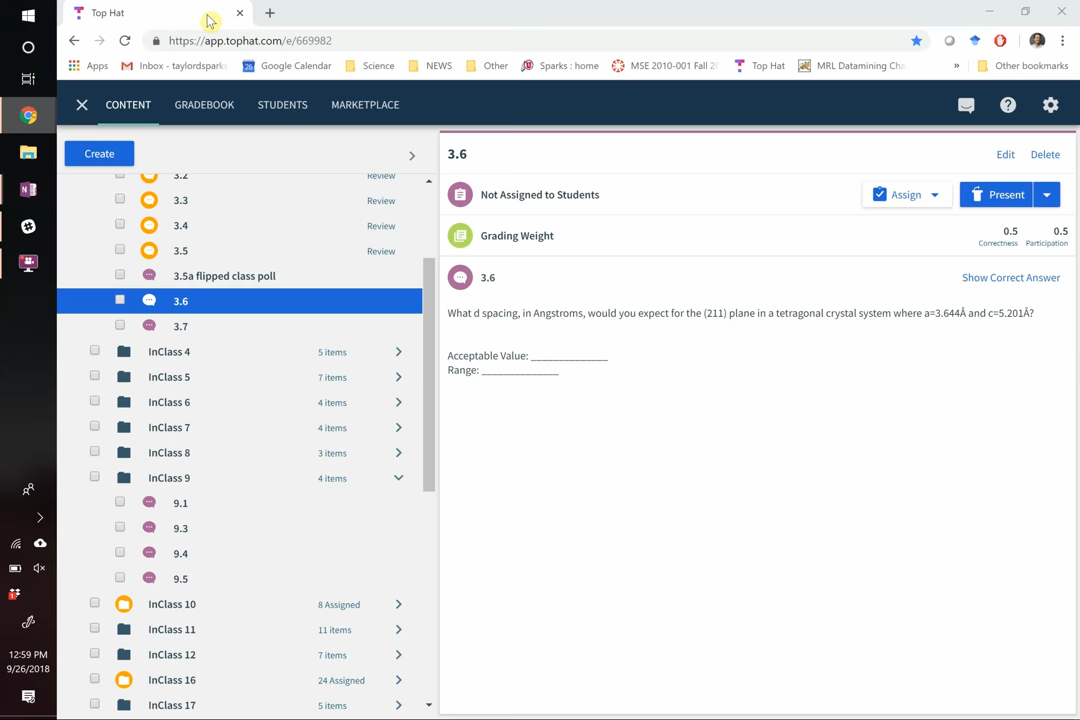 Top Hat
https://app.tophat.com/e/669982
Apps
Inbox - taylordsparks
26
Google Calendar
Science
NEWS
Other
Sparks : home
MSE 2010-001 Fall 2
Top Hat
MRL Datamining Cha
»
Other bookmarks
CONTENT
GRADEBOOK
STUDENTS
MARKETPLACE
Create
3.2 Review
3.3 Review
3.4 Review
3.5 Review
3.5a flipped class poll
3.6
3.7
InClass 4 5 items
InClass 5 7 items
InClass 6 4 items
InClass 7 4 items
InClass 8 3 items
InClass 9 4 items
9.1
9.3
9.4
9.5
InClass 10 8 Assigned
InClass 11 11 items
InClass 12 7 items
InClass 16 24 Assigned
InClass 17 5 items
3.6
Edit Delete
Not Assigned to Students
Assign
Present
Grading Weight
0.5 0.5
Correctness Participation
3.6
Show Correct Answer
What d spacing, in Angstroms, would you expect for the (211) plane in a tetragonal crystal system where a=3.644Å and c=5.201Å?
Acceptable Value: ______________
Range: ______________
12:59 PM
9/26/2018